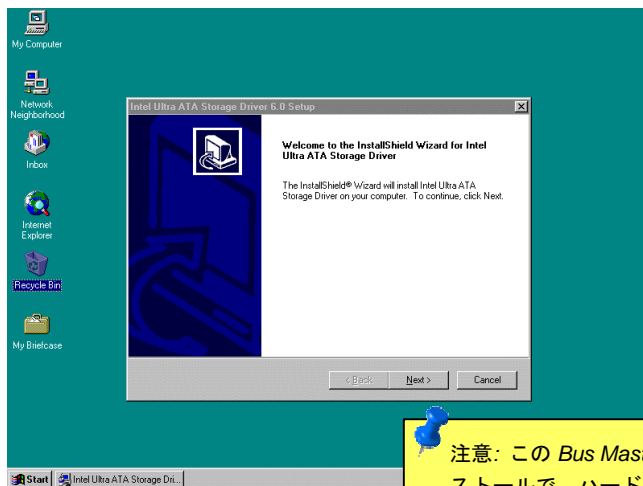 My Computer
Network
Neighborhood
Inbox
Internet
Explorer
Recycle Bin
My Briefcase
Intel Ultra ATA Storage Driver 6.0 Setup
Welcome to the InstallShield Wizard for Intel
Ultra ATA Storage Driver
The InstallShield® Wizard will install Intel Ultra ATA
Storage Driver on your computer. To continue, click Next.
< Back
Next >
Cancel
注意: この Bus Mast
ストールで、ハード
Start
Intel Ultra ATA Storage Dri...